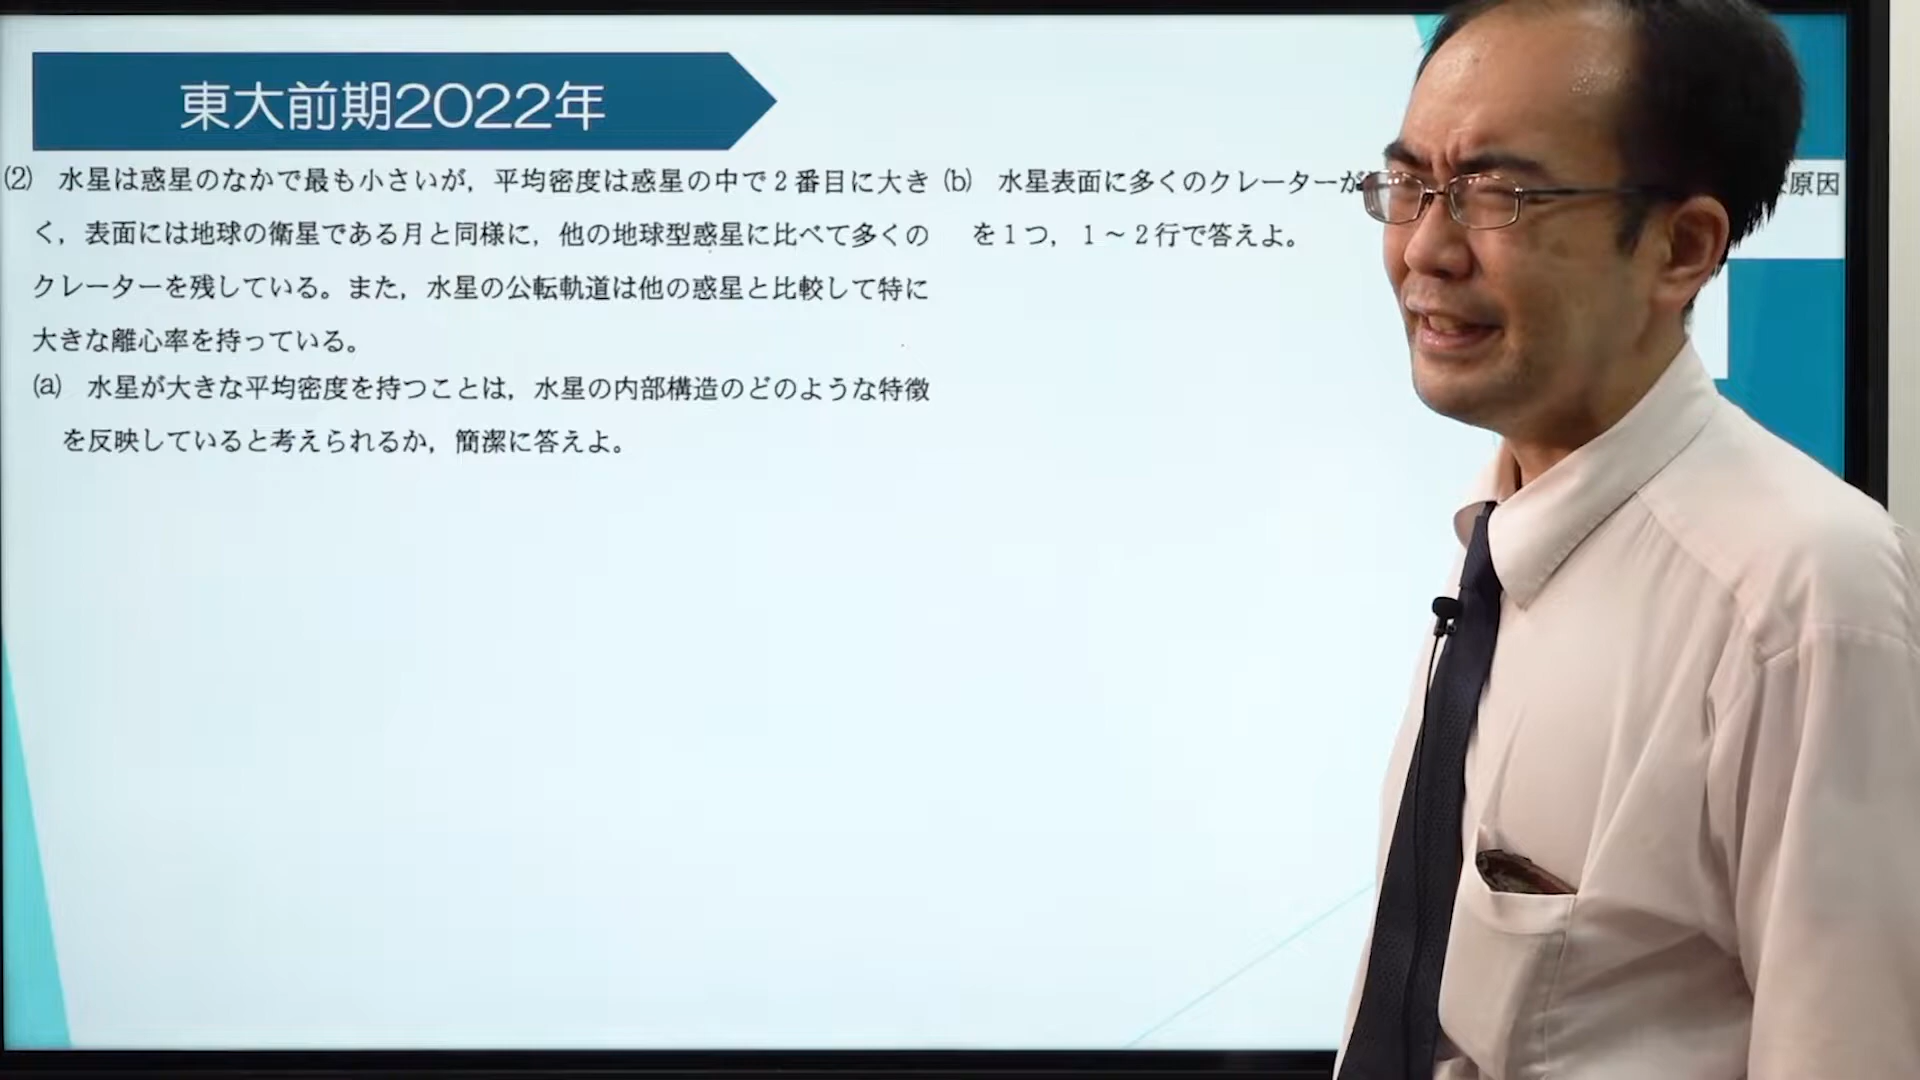 東大前期2022年
(2) 水星は惑星のなかで最も小さいが，平均密度は惑星の中で2番目に大き
く，表面には地球の衛星である月と同様に，他の地球型惑星に比べて多くの
クレーターを残している。また，水星の公転軌道は他の惑星と比較して特に
大きな離心率を持っている。
(a) 水星が大きな平均密度を持つことは，水星の内部構造のどのような特徴
を反映していると考えられるか，簡潔に答えよ。
(b) 水星表面に多くのクレーターが
原因
を1つ，1～2行で答えよ。